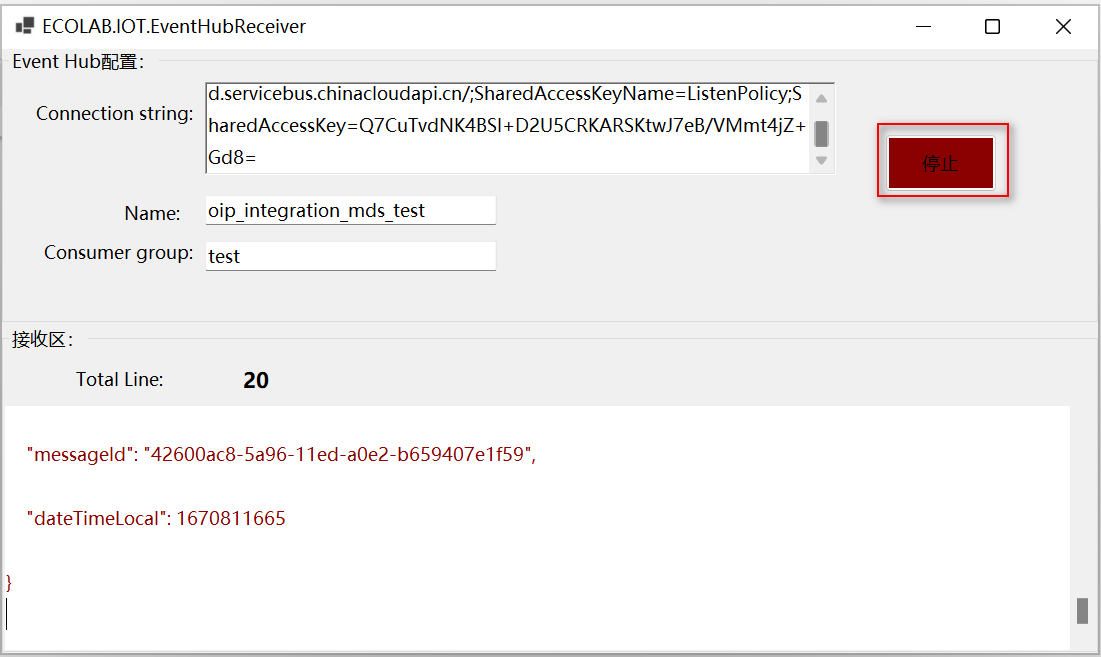 ECOLAB.IOT.EventHubReceiver
Event Hub配置：
Connection string:
d.servicebus.chinacloudapi.cn/;SharedAccessKeyName=ListenPolicy;S
haredAccessKey=Q7CuTvdNK4BSI+D2U5CRKARSKtwJ7eB/VMmt4jZ+
Gd8=
停止
Name:
oip_integration_mds_test
Consumer group:
test
接收区：
Total Line:
20
"messageId": "42600ac8-5a96-11ed-a0e2-b659407e1f59",
"dateTimeLocal": 1670811665
}